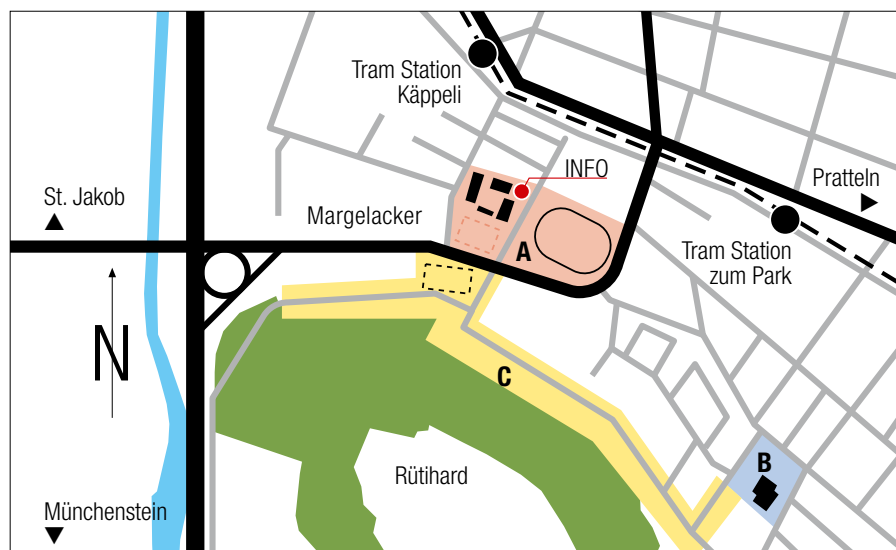 Tram Station
Käppeli
INFO
Pratteln
St. Jakob
Margelacker
A
Tram Station
zum Park
N
C
B
Rütihard
Münchenstein